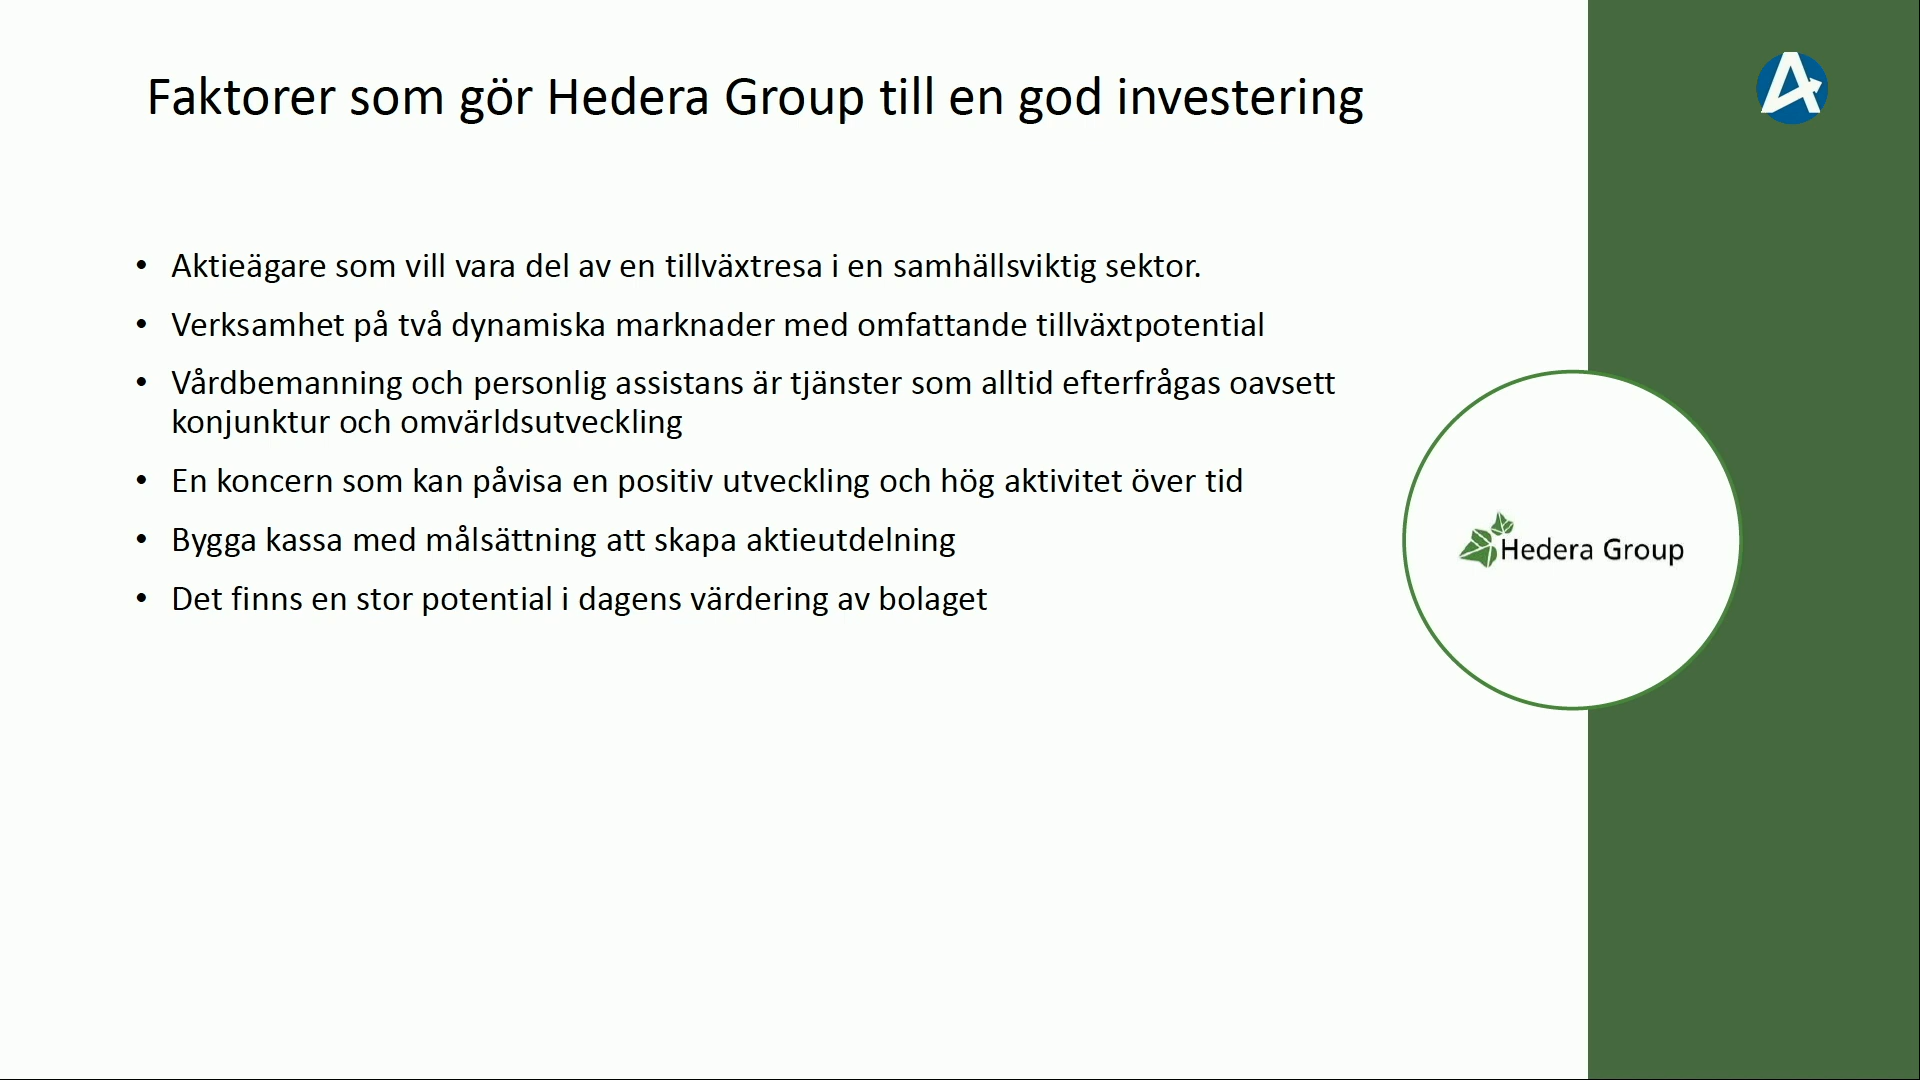 Faktorer som gör Hedera Group till en god investering
• Aktieägare som vill vara del av en tillväxtresa i en samhällsviktig sektor.
• Verksamhet på två dynamiska marknader med omfattande tillväxtpotential
• Vårdbemanning och personlig assistans är tjänster som alltid efterfrågas oavsett
konjunktur och omvärldsutveckling
• En koncern som kan påvisa en positiv utveckling och hög aktivitet över tid
• Bygga kassa med målsättning att skapa aktieutdelning
• Det finns en stor potential i dagens värdering av bolaget
Hedera Group